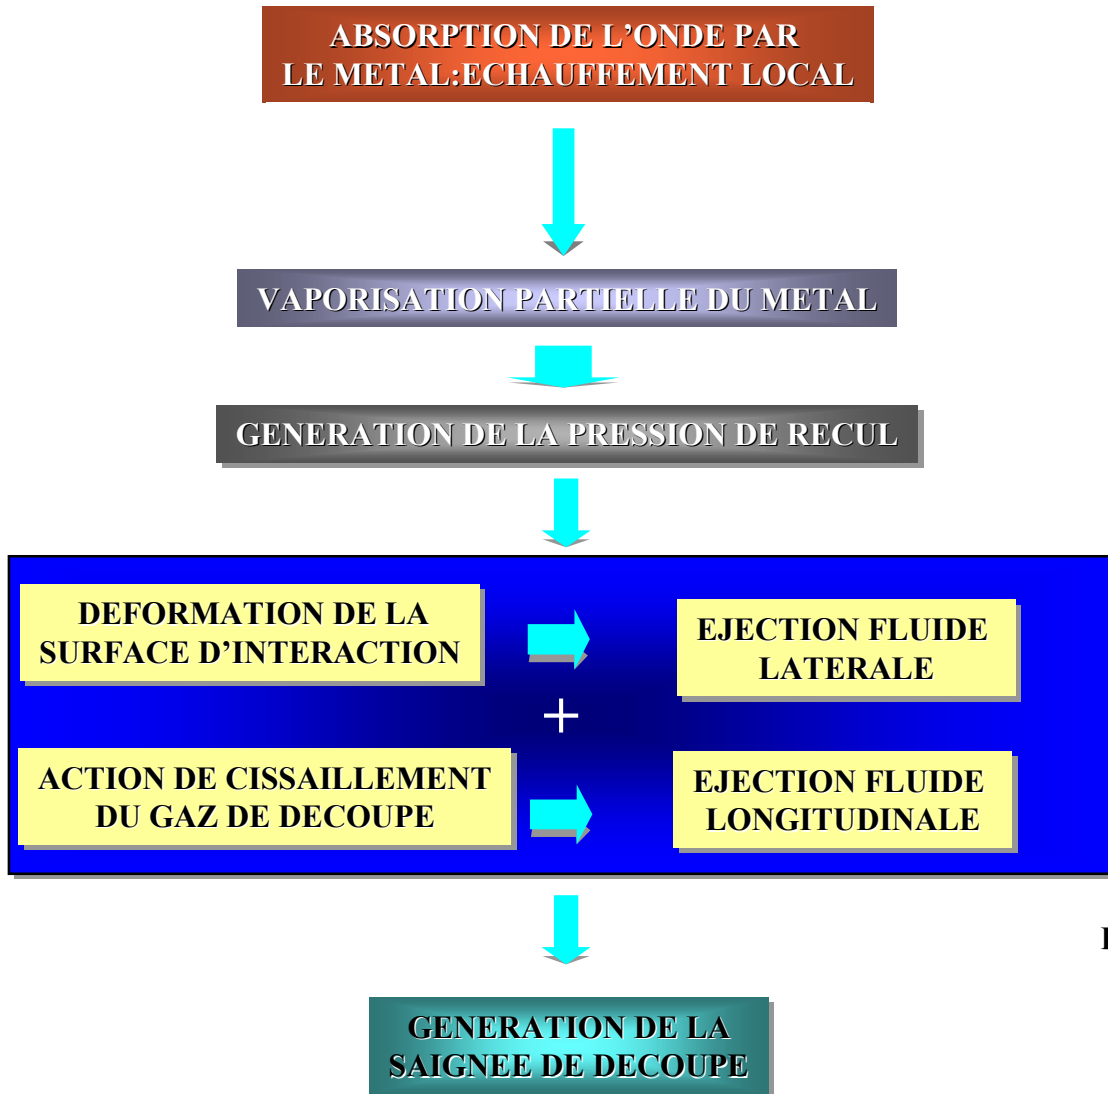 ABSORPTION DE L’ONDE PAR
LE METAL:ECHAUFFEMENT LOCAL
VAPORISATION PARTIELLE DU METAL
GENERATION DE LA PRESSION DE RECUL
DEFORMATION DE LA
SURFACE D’INTERACTION
EJECTION FLUIDE
LATERALE
+
ACTION DE CISSAILLEMENT
DU GAZ DE DECOUPE
EJECTION FLUIDE
LONGITUDINALE
GENERATION DE LA
SAIGNEE DE DECOUPE